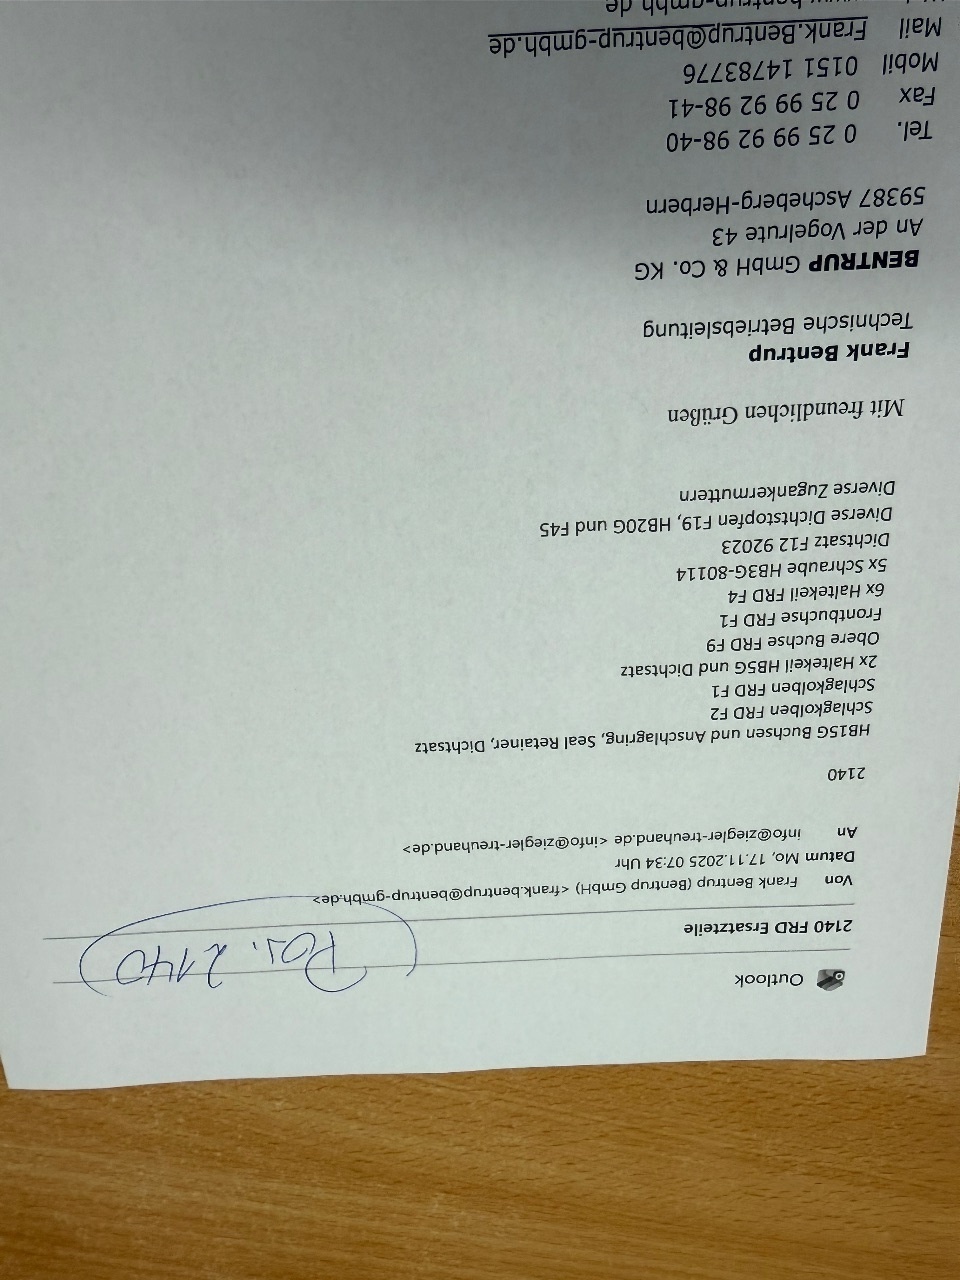 Outlook
Pos. 2140
2140 FRD Ersatzteile
Von Frank Bentrup (Bentrup GmbH) <frank.bentrup@bentrup-gmbh.de>
Datum Mo, 17.11.2025 07:34 Uhr
An info@ziegler-treuhand.de <info@ziegler-treuhand.de>
2140
HB15G Buchsen und Anschlagring, Seal Retainer, Dichtsatz
Schlagkolben FRD F2
Schlagkolben FRD F1
2x Haltekeil HB5G und Dichtsatz
Obere Buchse FRD F9
Frontbuchse FRD F1
6x Haltekeil FRD F4
5x Schraube HB3G-80114
Dichtsatz F12 92023
Diverse Dichtstopfen F19, HB20G und F45
Diverse Zugankermuttern
Mit freundlichen Grüßen
Frank Bentrup
Technische Betriebsleitung
BENTRUP GmbH & Co. KG
An der Vogelrute 43
59387 Ascheberg-Herbern
Tel. 0 25 99 92 98-40
Fax 0 25 99 92 98-41
Mobil 0151 14783776
Mail Frank.Bentrup@bentrup-gmbh.de